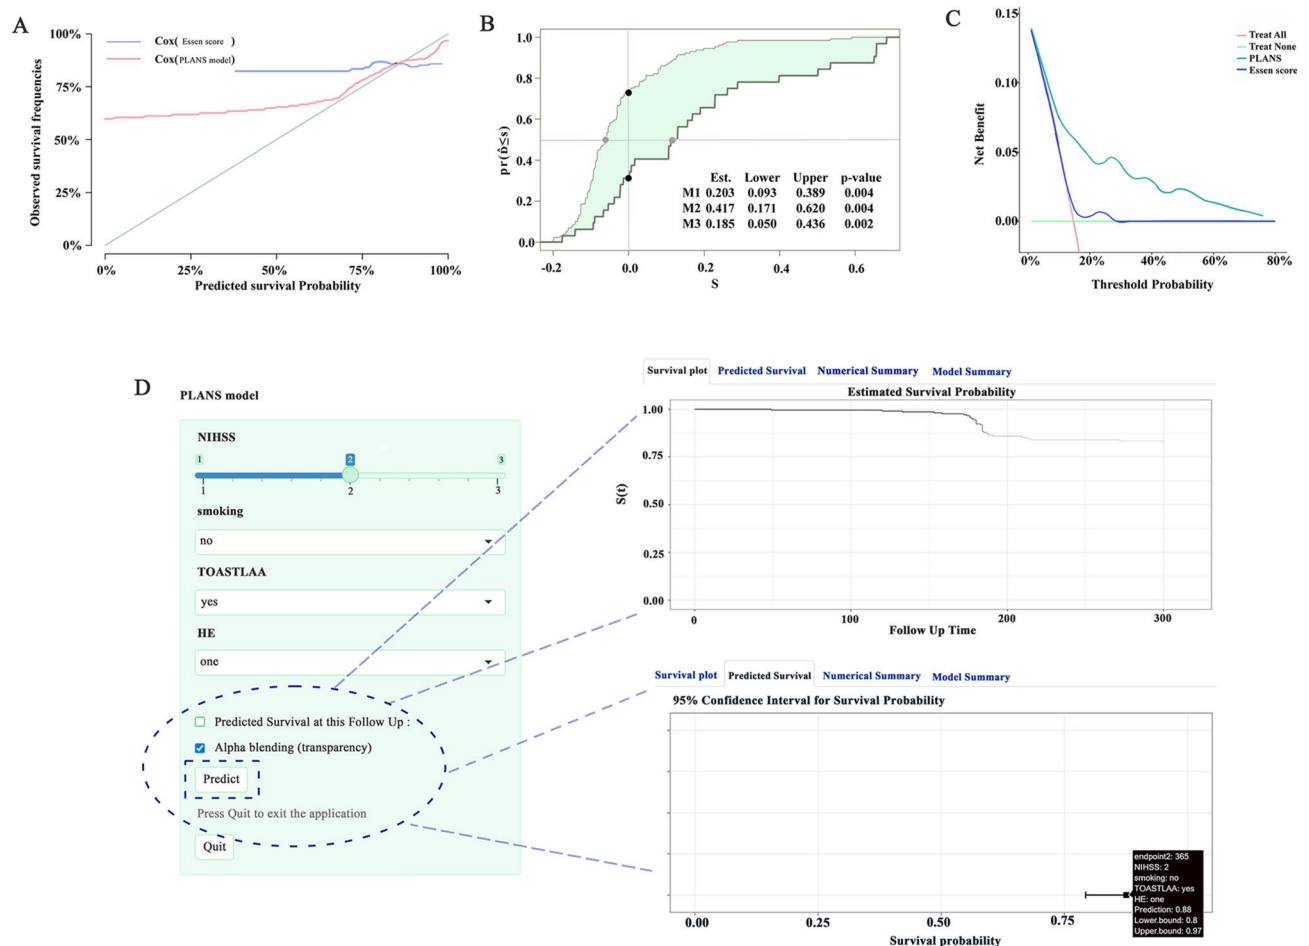 A
100%
75%
50%
25%
0%
Observed survival frequencies
Cox( Essen score )
Cox(PLANS model)
0% 25% 50% 75% 100%
Predicted survival Probability
B
1.0
0.8
0.6
0.4
0.2
0.0
pr(D̂≤s)
Est. Lower Upper p-value
M1 0.203 0.093 0.389 0.004
M2 0.417 0.171 0.620 0.004
M3 0.185 0.050 0.436 0.002
-0.2 0.0 0.2 0.4 0.6
S
C
0.15
0.10
0.05
0.00
Net Benefit
Treat All
Treat None
PLANS
Essen score
0% 20% 40% 60% 80%
Threshold Probability
D
PLANS model
NIHSS
1 2 3
1 2 3
smoking
no
TOASTLAA
yes
HE
one
Predicted Survival at this Follow Up :
Alpha blending (transparency)
Predict
Press Quit to exit the application
Quit
Survival plot Predicted Survival Numerical Summary Model Summary
Estimated Survival Probability
1.00
0.75
0.50
0.25
0.00
S(t)
0 100 200 300
Follow Up Time
Survival plot Predicted Survival Numerical Summary Model Summary
95% Confidence Interval for Survival Probability
endpoint2: 365
NIHSS: 2
smoking: no
TOASTLAA: yes
HE: one
Prediction: 0.88
Lower.bound: 0.8
Upper.bound: 0.97
0.00 0.25 0.50 0.75
Survival probability